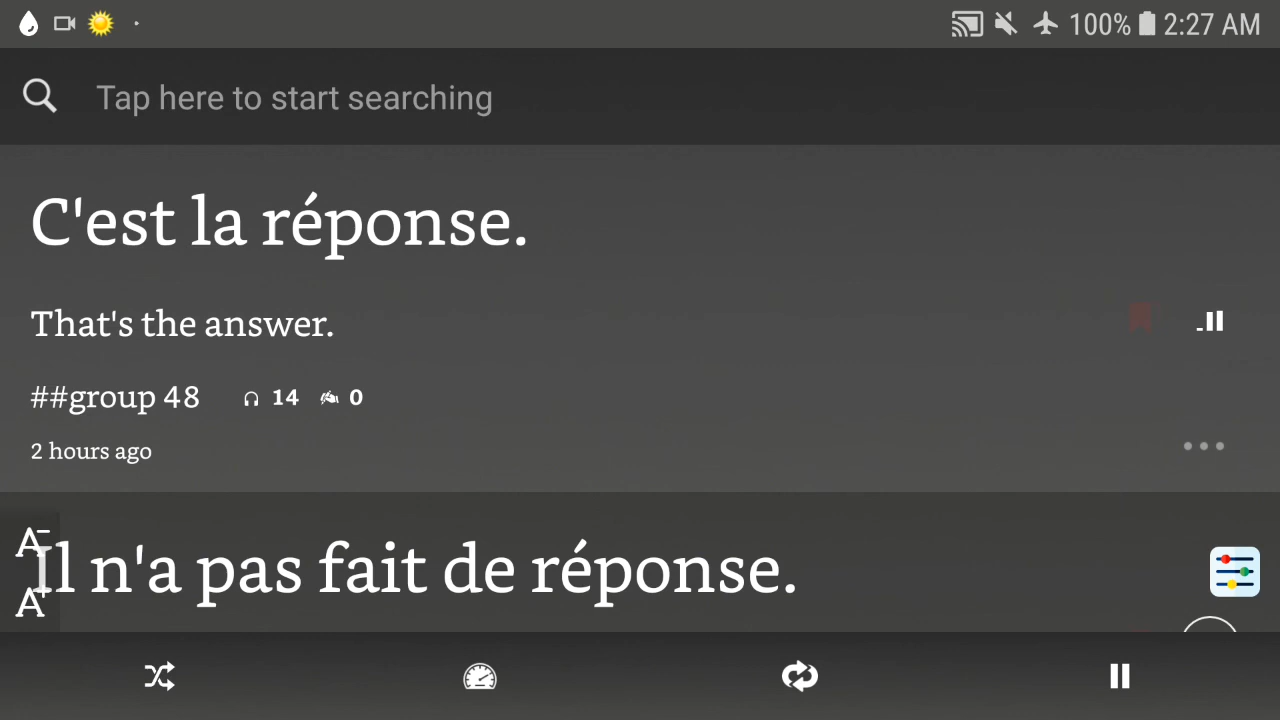 100% 2:27 AM
Tap here to start searching
C'est la réponse.
That's the answer.
##group 48 14 0
2 hours ago
A-
Il n'a pas fait de réponse.
A+